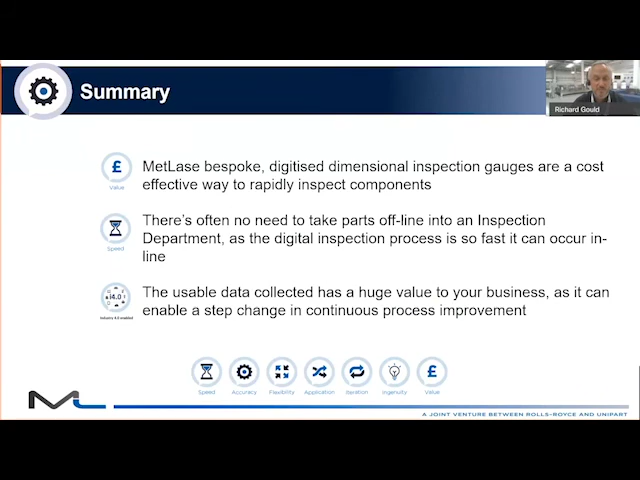 Summary
Richard Gould
£
Value
MetLase bespoke, digitised dimensional inspection gauges are a cost
effective way to rapidly inspect components
Speed
There's often no need to take parts off-line into an Inspection
Department, as the digital inspection process is so fast it can occur in-
line
i4.0
Industry 4.0 enabled
The usable data collected has a huge value to your business, as it can
enable a step change in continuous process improvement
£
Speed Accuracy Flexibility Application Iteration Ingenuity Value
A JOINT VENTURE BETWEEN ROLLS-ROYCE AND UNIPART